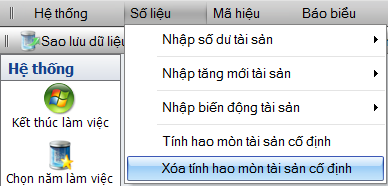 Hệ thống Số liệu Mã hiệu Báo biểu
Sao lưu dữ liệu
Nhập số dư tài sản
Hệ thống
Nhập tăng mới tài sản
Nhập biến động tài sản
Kết thúc làm việc
Tính hao mòn tài sản cố định
Xóa tính hao mòn tài sản cố định
Chọn năm làm việc